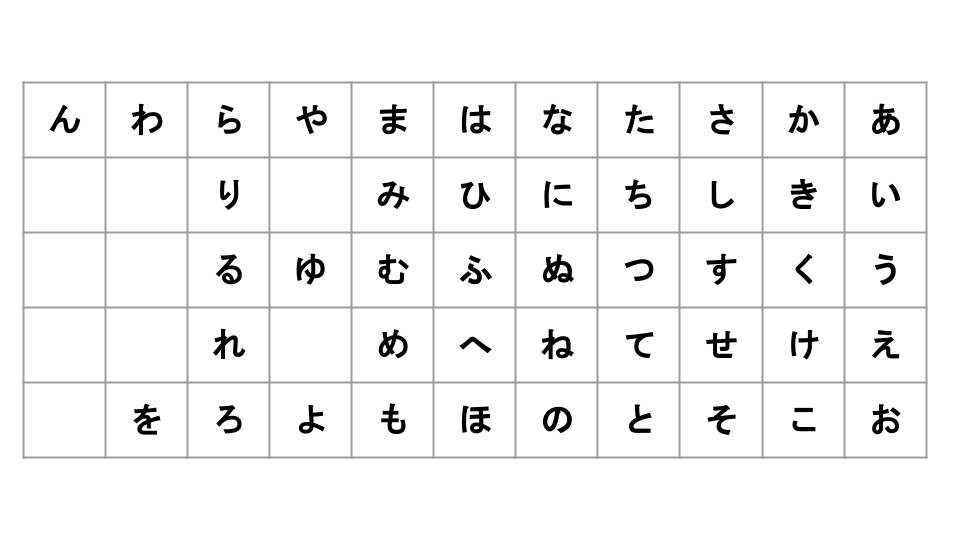 あいうえお
かきくけこ
さしすせそ
たちつてと
なにぬねの
はひふへほ
まみむめも
やゆよ
らりるれろ
わを
ん